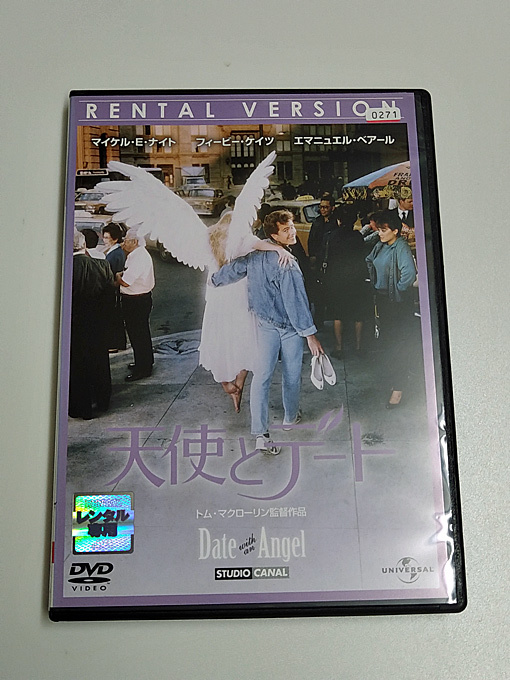 RENTAL VERSION
0271
マイケル・E・ナイト フィービー・ケイツ エマニュエル・ベアール
天使とデート
レンタル
専用
トム・マクローリン監督作品
Date with an Angel
STUDIO CANAL
DVD
VIDEO
UNIVERSAL